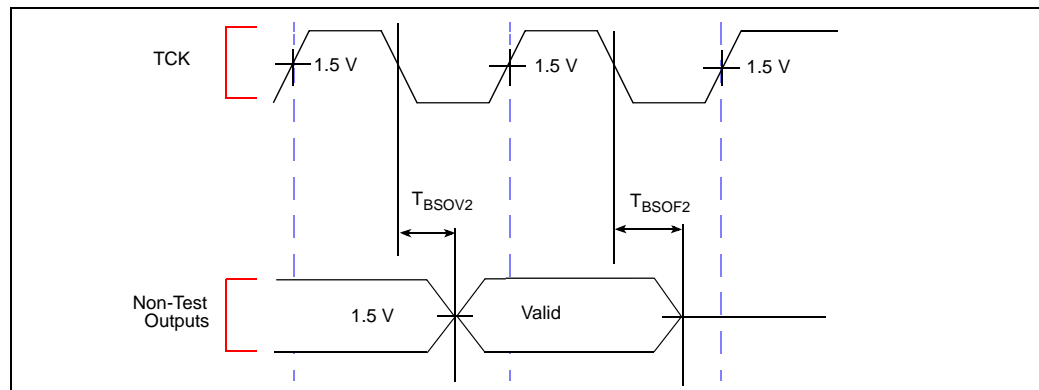 TCK
1.5 V
1.5 V
1.5 V
TBSOV2
TBSOF2
Non-Test
Outputs
1.5 V
Valid